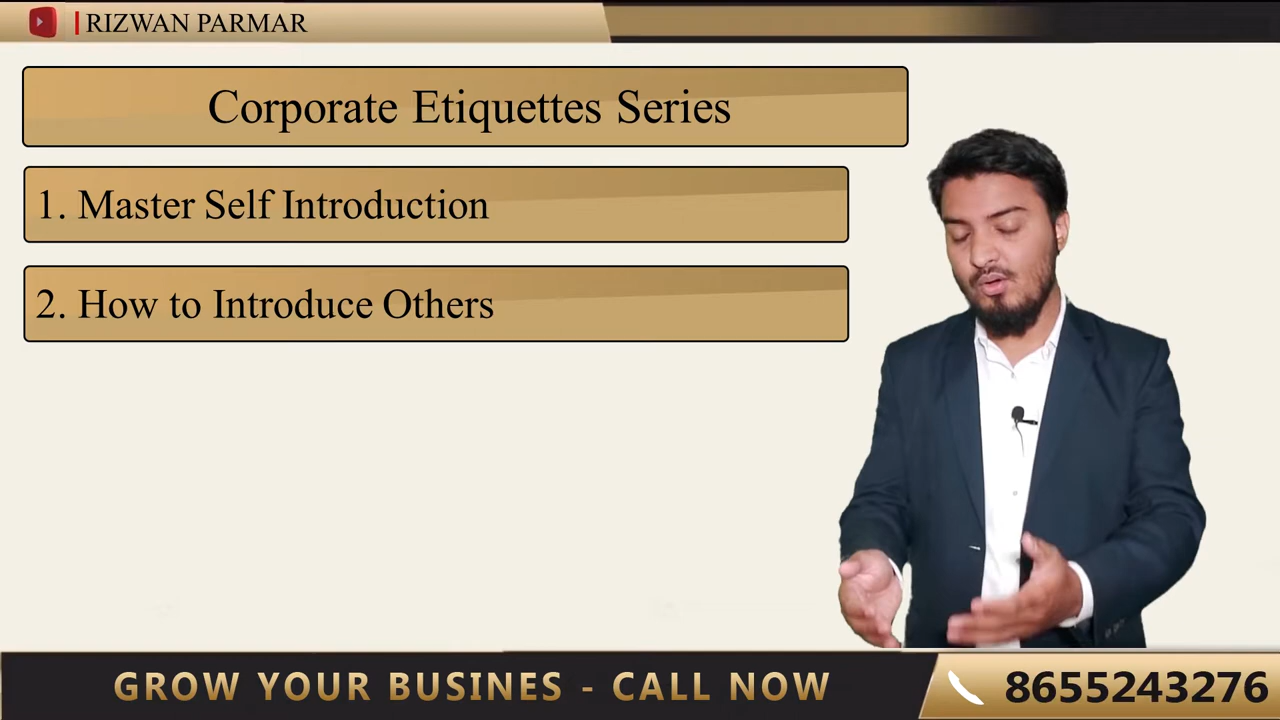 RIZWAN PARMAR
Corporate Etiquettes Series
1. Master Self Introduction
2. How to Introduce Others
GROW YOUR BUSINES - CALL NOW
8655243276